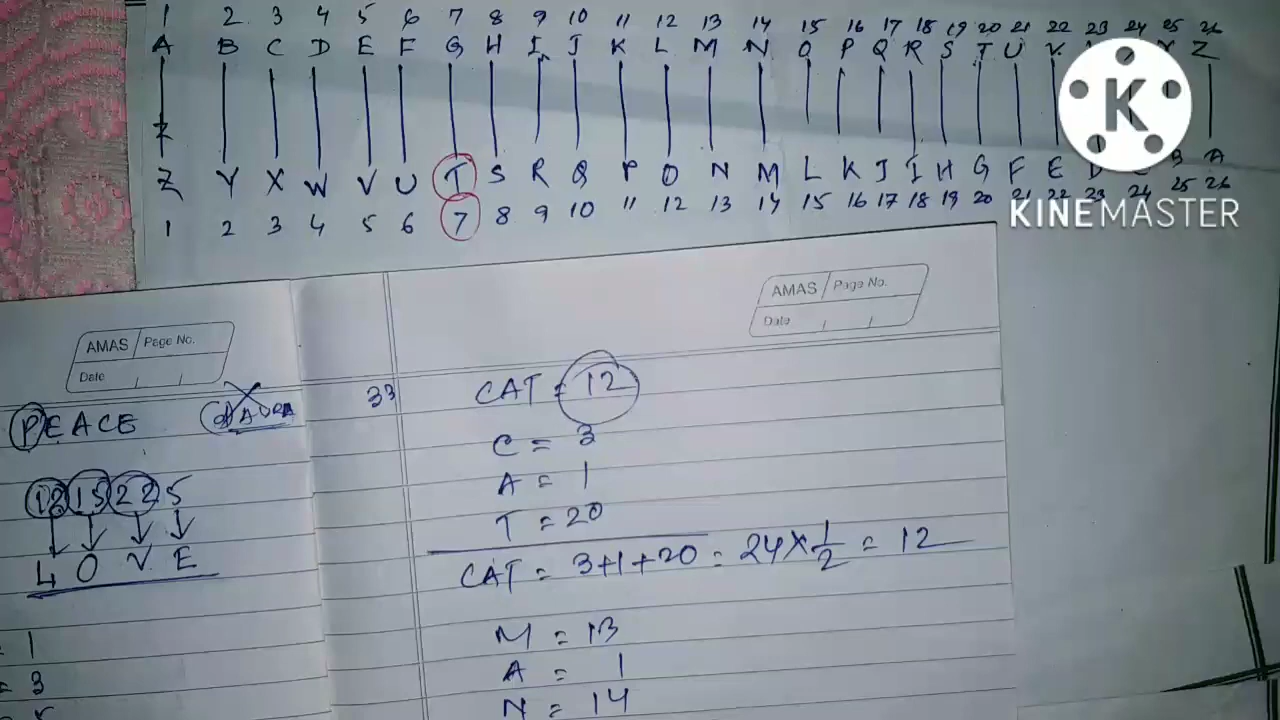 1 2 3 4 5 6 7 8 9 10 11 12 13 14 15 16 17 18 19 20 21 22 23 24 25 26
A B C D E F G H I J K L M N O P Q R S T U V Z
K
KINEMASTER
Z
Z Y X W V U T S R Q P O N M L K J I H G F E D C B A
1 2 3 4 5 6 7 8 9 10 11 12 13 14 15 16 17 18 19 20 21 22 23 24 25 26
AMAS Page No.
Date / /
PEACE
33
15 22 5
L O V E
= 1
= 3
AMAS Page No.
Date / /
CAT = 12
C = 3
A = 1
T = 20
CAT = 3+1+20 = 24 × 1/2 = 12
M = 13
A = 1
N = 14